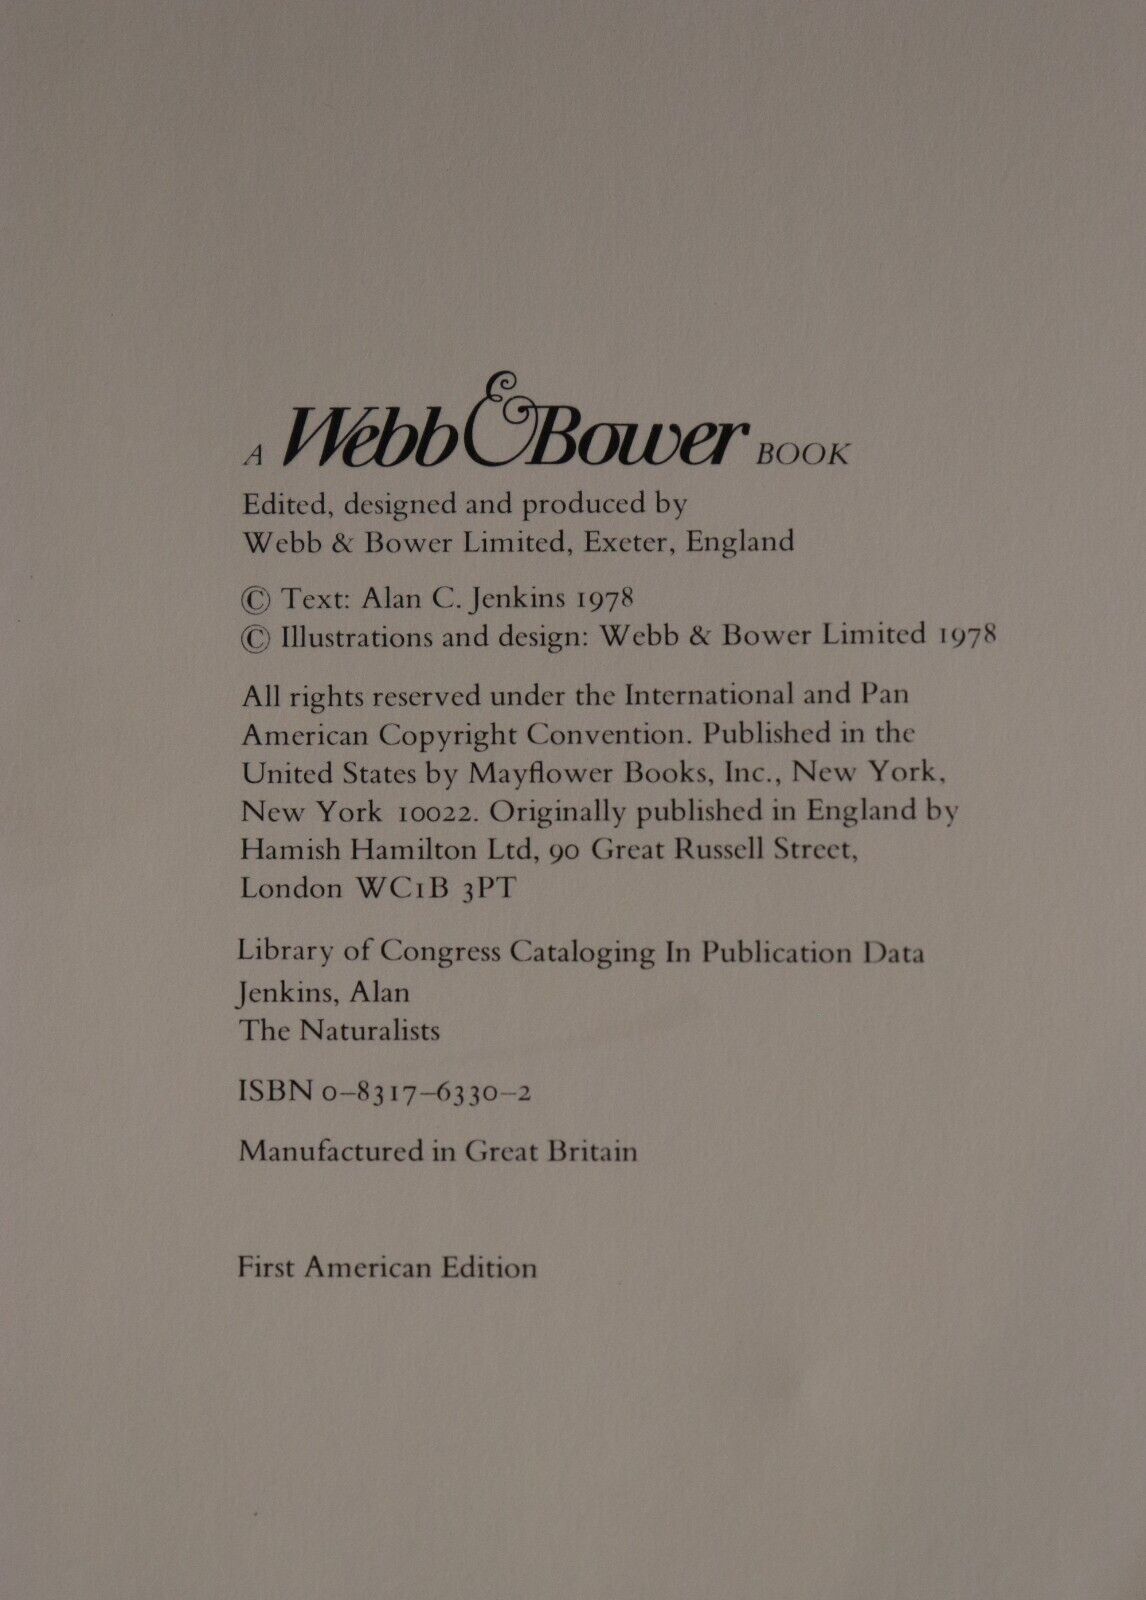 A Webb & Bower BOOK
Edited, designed and produced by
Webb & Bower Limited, Exeter, England
© Text: Alan C. Jenkins 1978
© Illustrations and design: Webb & Bower Limited 1978
All rights reserved under the International and Pan
American Copyright Convention. Published in the
United States by Mayflower Books, Inc., New York,
New York 10022. Originally published in England by
Hamish Hamilton Ltd, 90 Great Russell Street,
London WC1B 3PT
Library of Congress Cataloging In Publication Data
Jenkins, Alan
The Naturalists
ISBN 0–8317–6330–2
Manufactured in Great Britain
First American Edition